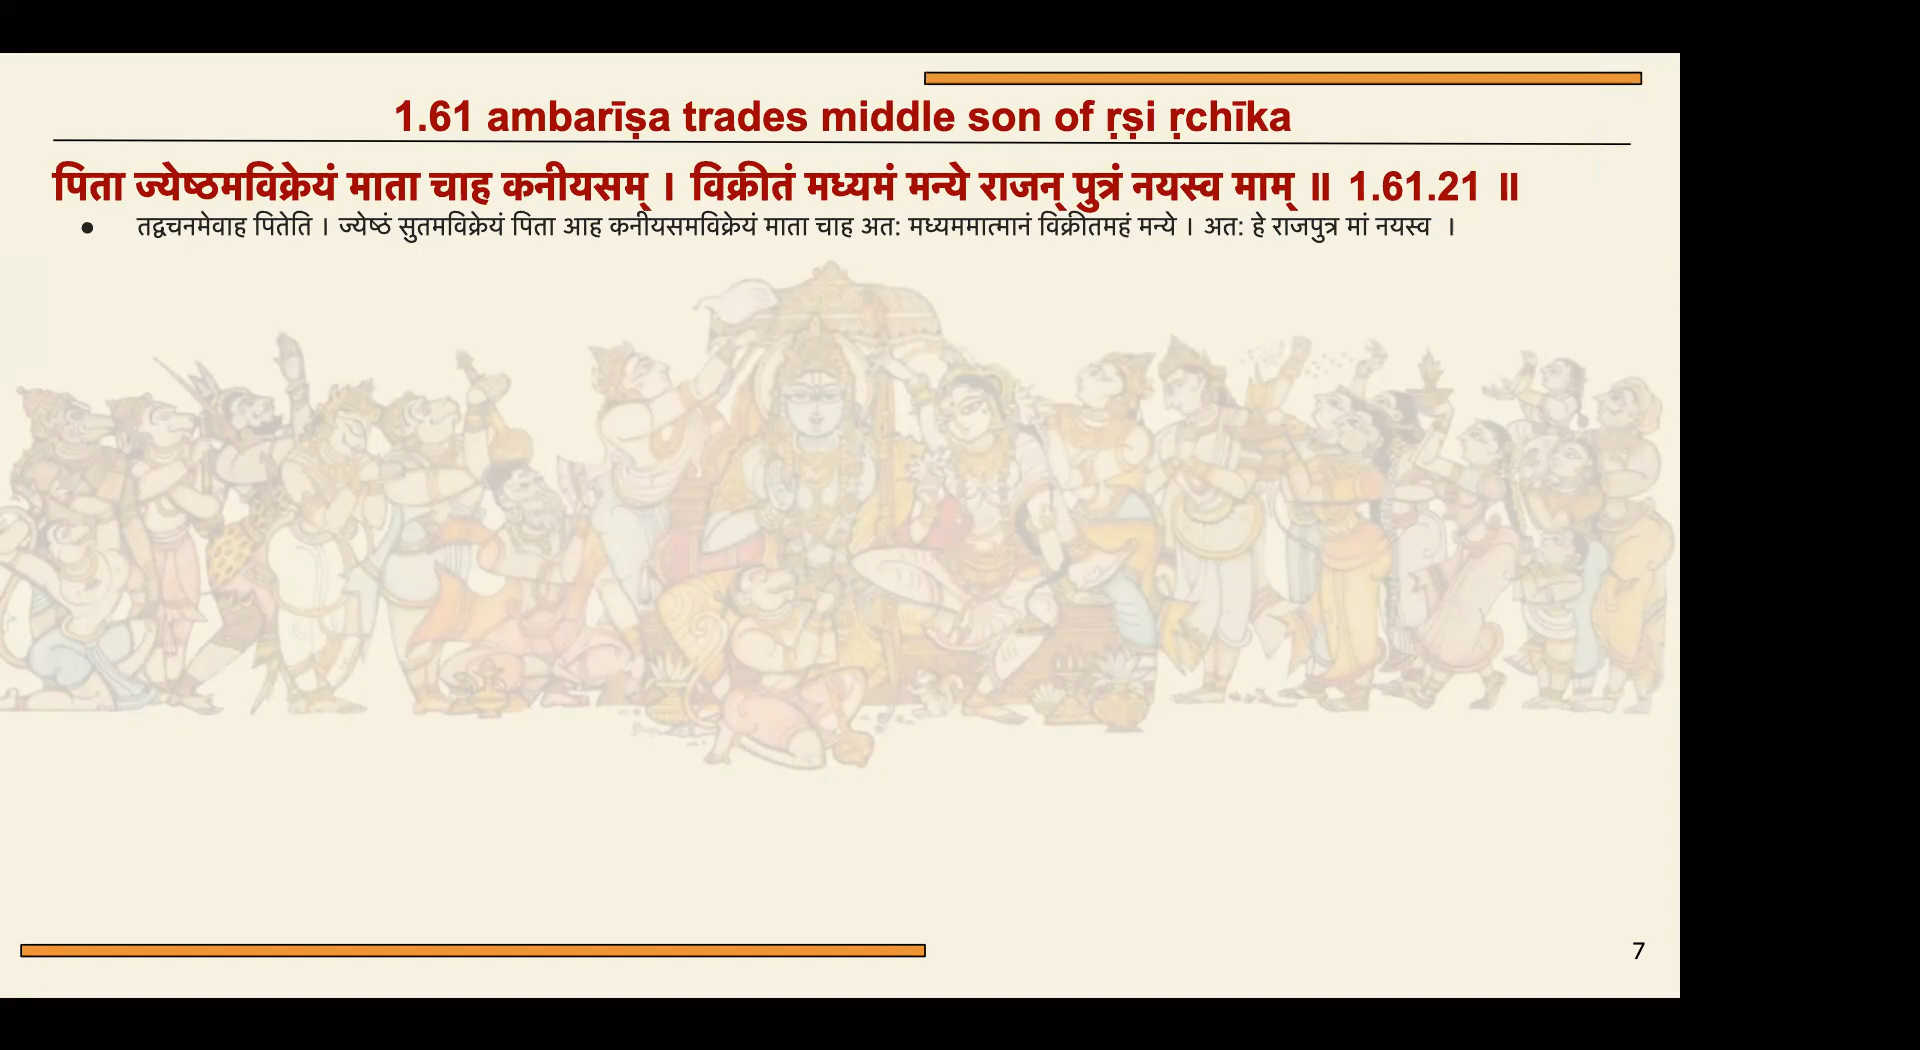 1.61 ambarīṣa trades middle son of ṛṣi ṛchīka
पिता ज्येष्ठमविक्रेयं माता चाह कनीयसम् । विक्रीतं मध्यमं मन्ये राजन् पुत्रं नयस्व माम् ॥ 1.61.21 ॥
● तद्वचनमेवाह पितेति । ज्येष्ठं सुतमविक्रेयं पिता आह कनीयसमविक्रेयं माता चाह अत: मध्यममात्मानं विक्रीतमहं मन्ये । अत: हे राजपुत्र मां नयस्व ।
7